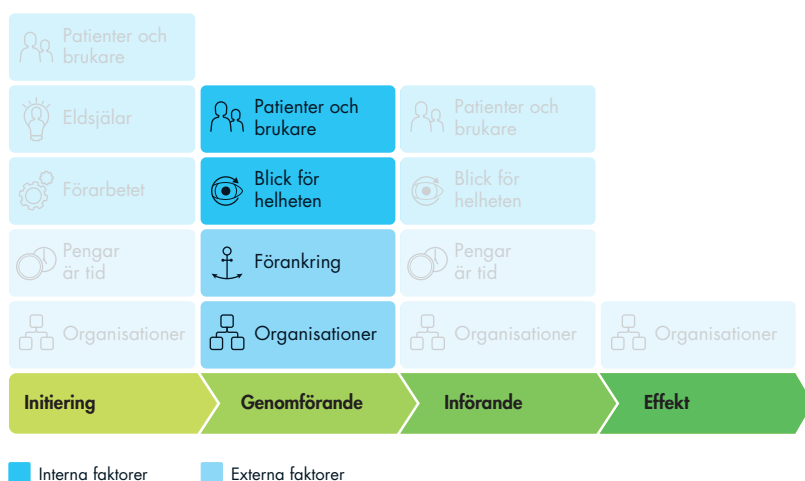 Patienter och
brukare
Eldsjälar
Förarbetet
Pengar
är tid
Organisationer
Patienter och
brukare
Blick för
helheten
Förankring
Organisationer
Patienter och
brukare
Blick för
helheten
Pengar
är tid
Organisationer
Organisationer
Initiering
Genomförande
Införande
Effekt
Interna faktorer
Externa faktorer